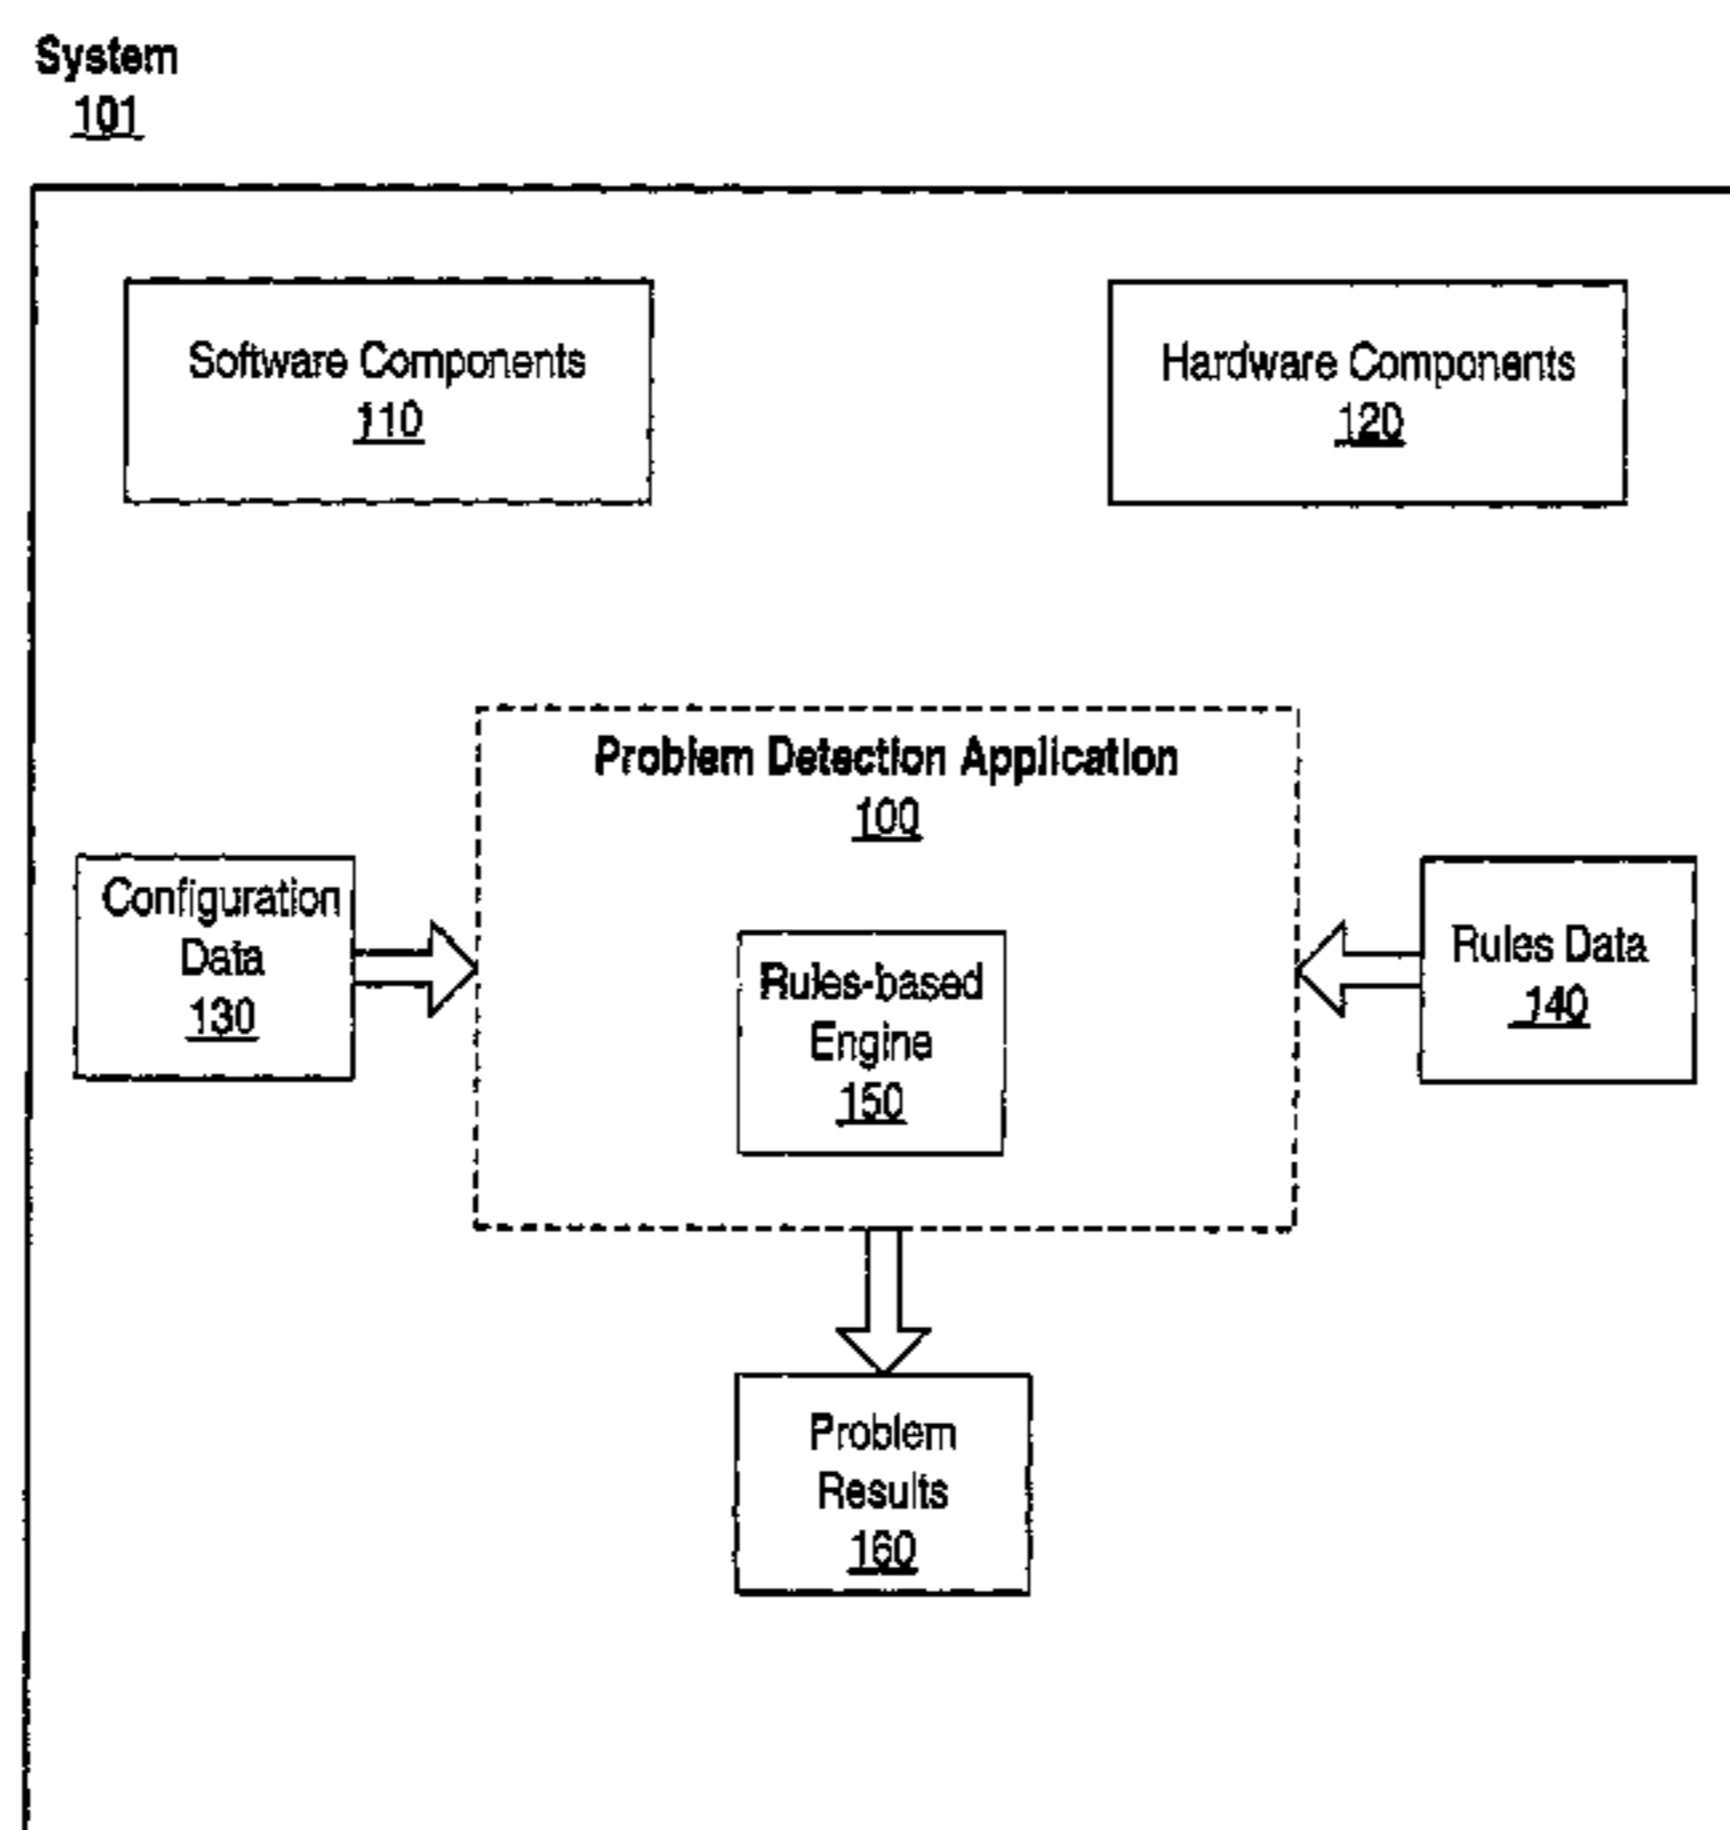 System
101
Software Components
110
Hardware Components
120
Problem Detection Application
100
Configuration
Data
130
Rules-based
Engine
150
Rules Data
140
Problem
Results
160